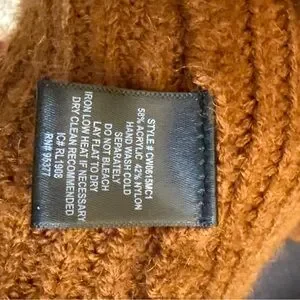 STYLE # CW0615MC1
58% ACRYLIC 42% NYLON
HAND WASH COLD
SEPARATELY
DO NOT BLEACH
LAY FLAT TO DRY
IRON LOW HEAT IF NECESSARY
DRY CLEAN RECOMMENDED
IC# RL1908
RN# 95377